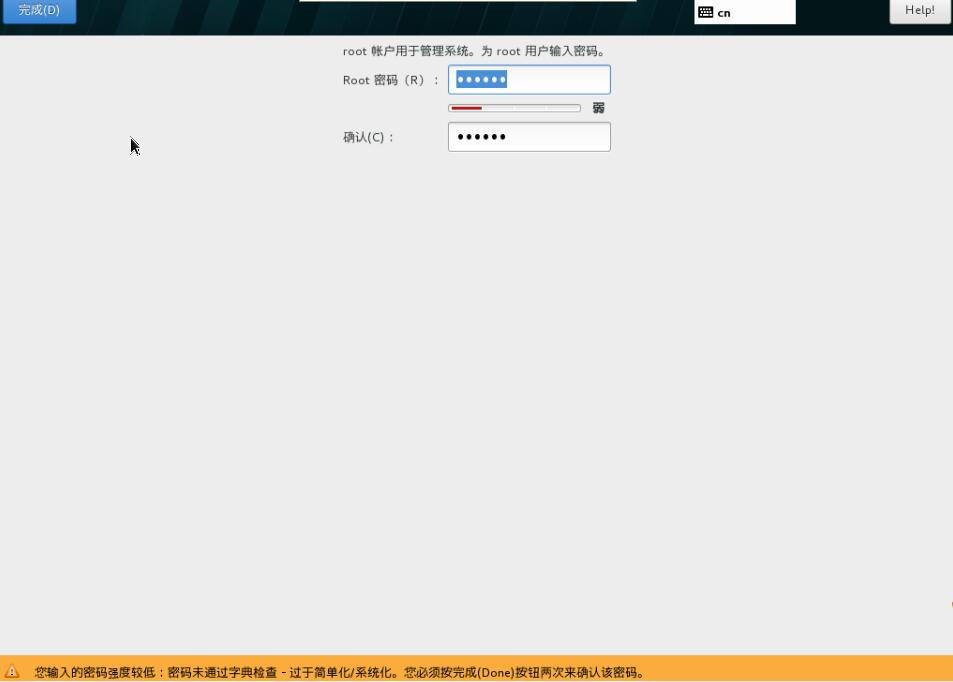 完成(D)
cn
Help!
root 帐户用于管理系统。为 root 用户输入密码。
Root 密码（R）：
●●●●●●
弱
确认(C)：
●●●●●●
您输入的密码强度较低：密码未通过字典检查 - 过于简单化/系统化。您必须按完成(Done)按钮两次来确认该密码。